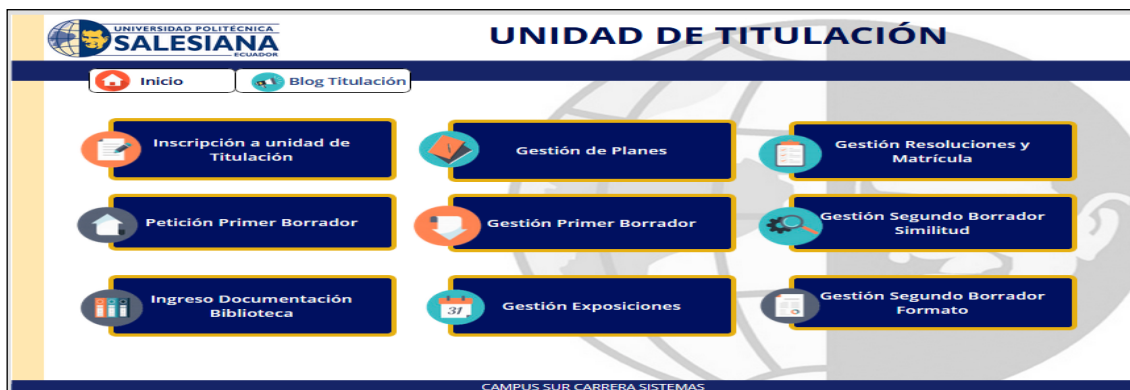 UNIVERSIDAD POLITÉCNICA
SALESIANA
ECUADOR
UNIDAD DE TITULACIÓN
Inicio
Blog Titulación
Inscripción a unidad de
Titulación
Gestión de Planes
Gestión Resoluciones y
Matrícula
Petición Primer Borrador
Gestión Primer Borrador
Gestión Segundo Borrador
Similitud
Ingreso Documentación
Biblioteca
Gestión Exposiciones
31
Gestión Segundo Borrador
Formato
CAMPUS SUR CARRERA SISTEMAS